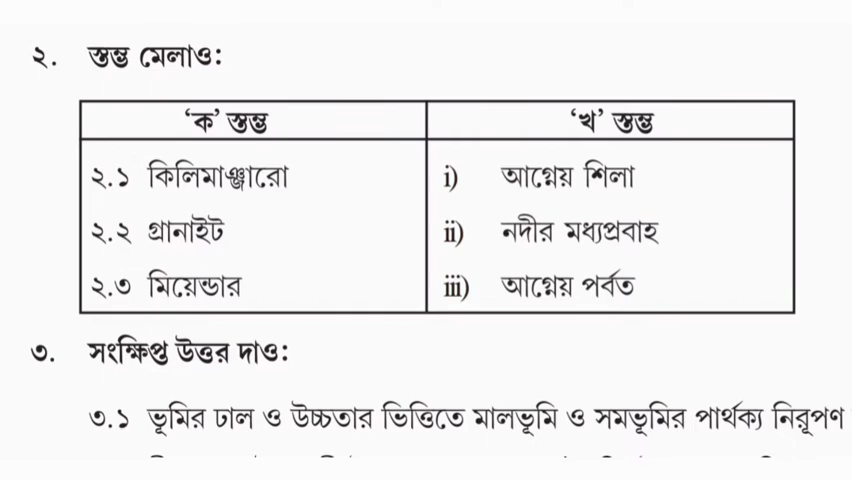 ২. স্তম্ভ মেলাও:
‘ক’ স্তম্ভ ‘খ’ স্তম্ভ
২.১ কিলিমাঞ্জারো i) আগ্নেয় শিলা
২.২ গ্রানাইট ii) নদীর মধ্যপ্রবাহ
২.৩ মিয়েন্ডার iii) আগ্নেয় পর্বত
৩. সংক্ষিপ্ত উত্তর দাও:
৩.১ ভূমির ঢাল ও উচ্চতার ভিত্তিতে মালভূমি ও সমভূমির পার্থক্য নিরূপণ